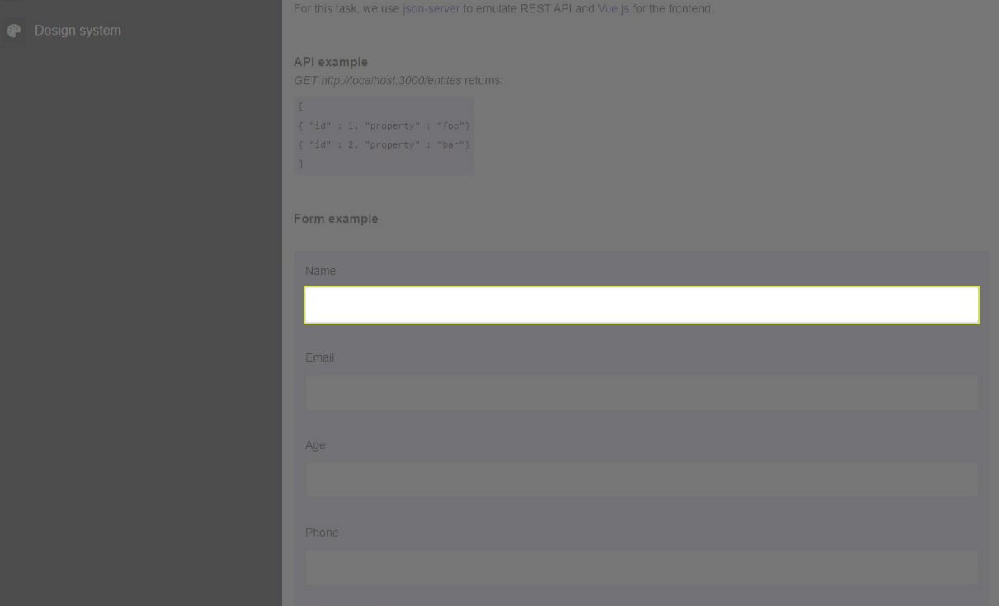 For this task, we use json-server to emulate REST API and Vue.js for the frontend.
Design system
API example
GET http://localhost:3000/entites returns:
[
{ "id" : 1, "property" : "foo"}
{ "id" : 2, "property" : "bar"}
]
Form example
Name
Email
Age
Phone